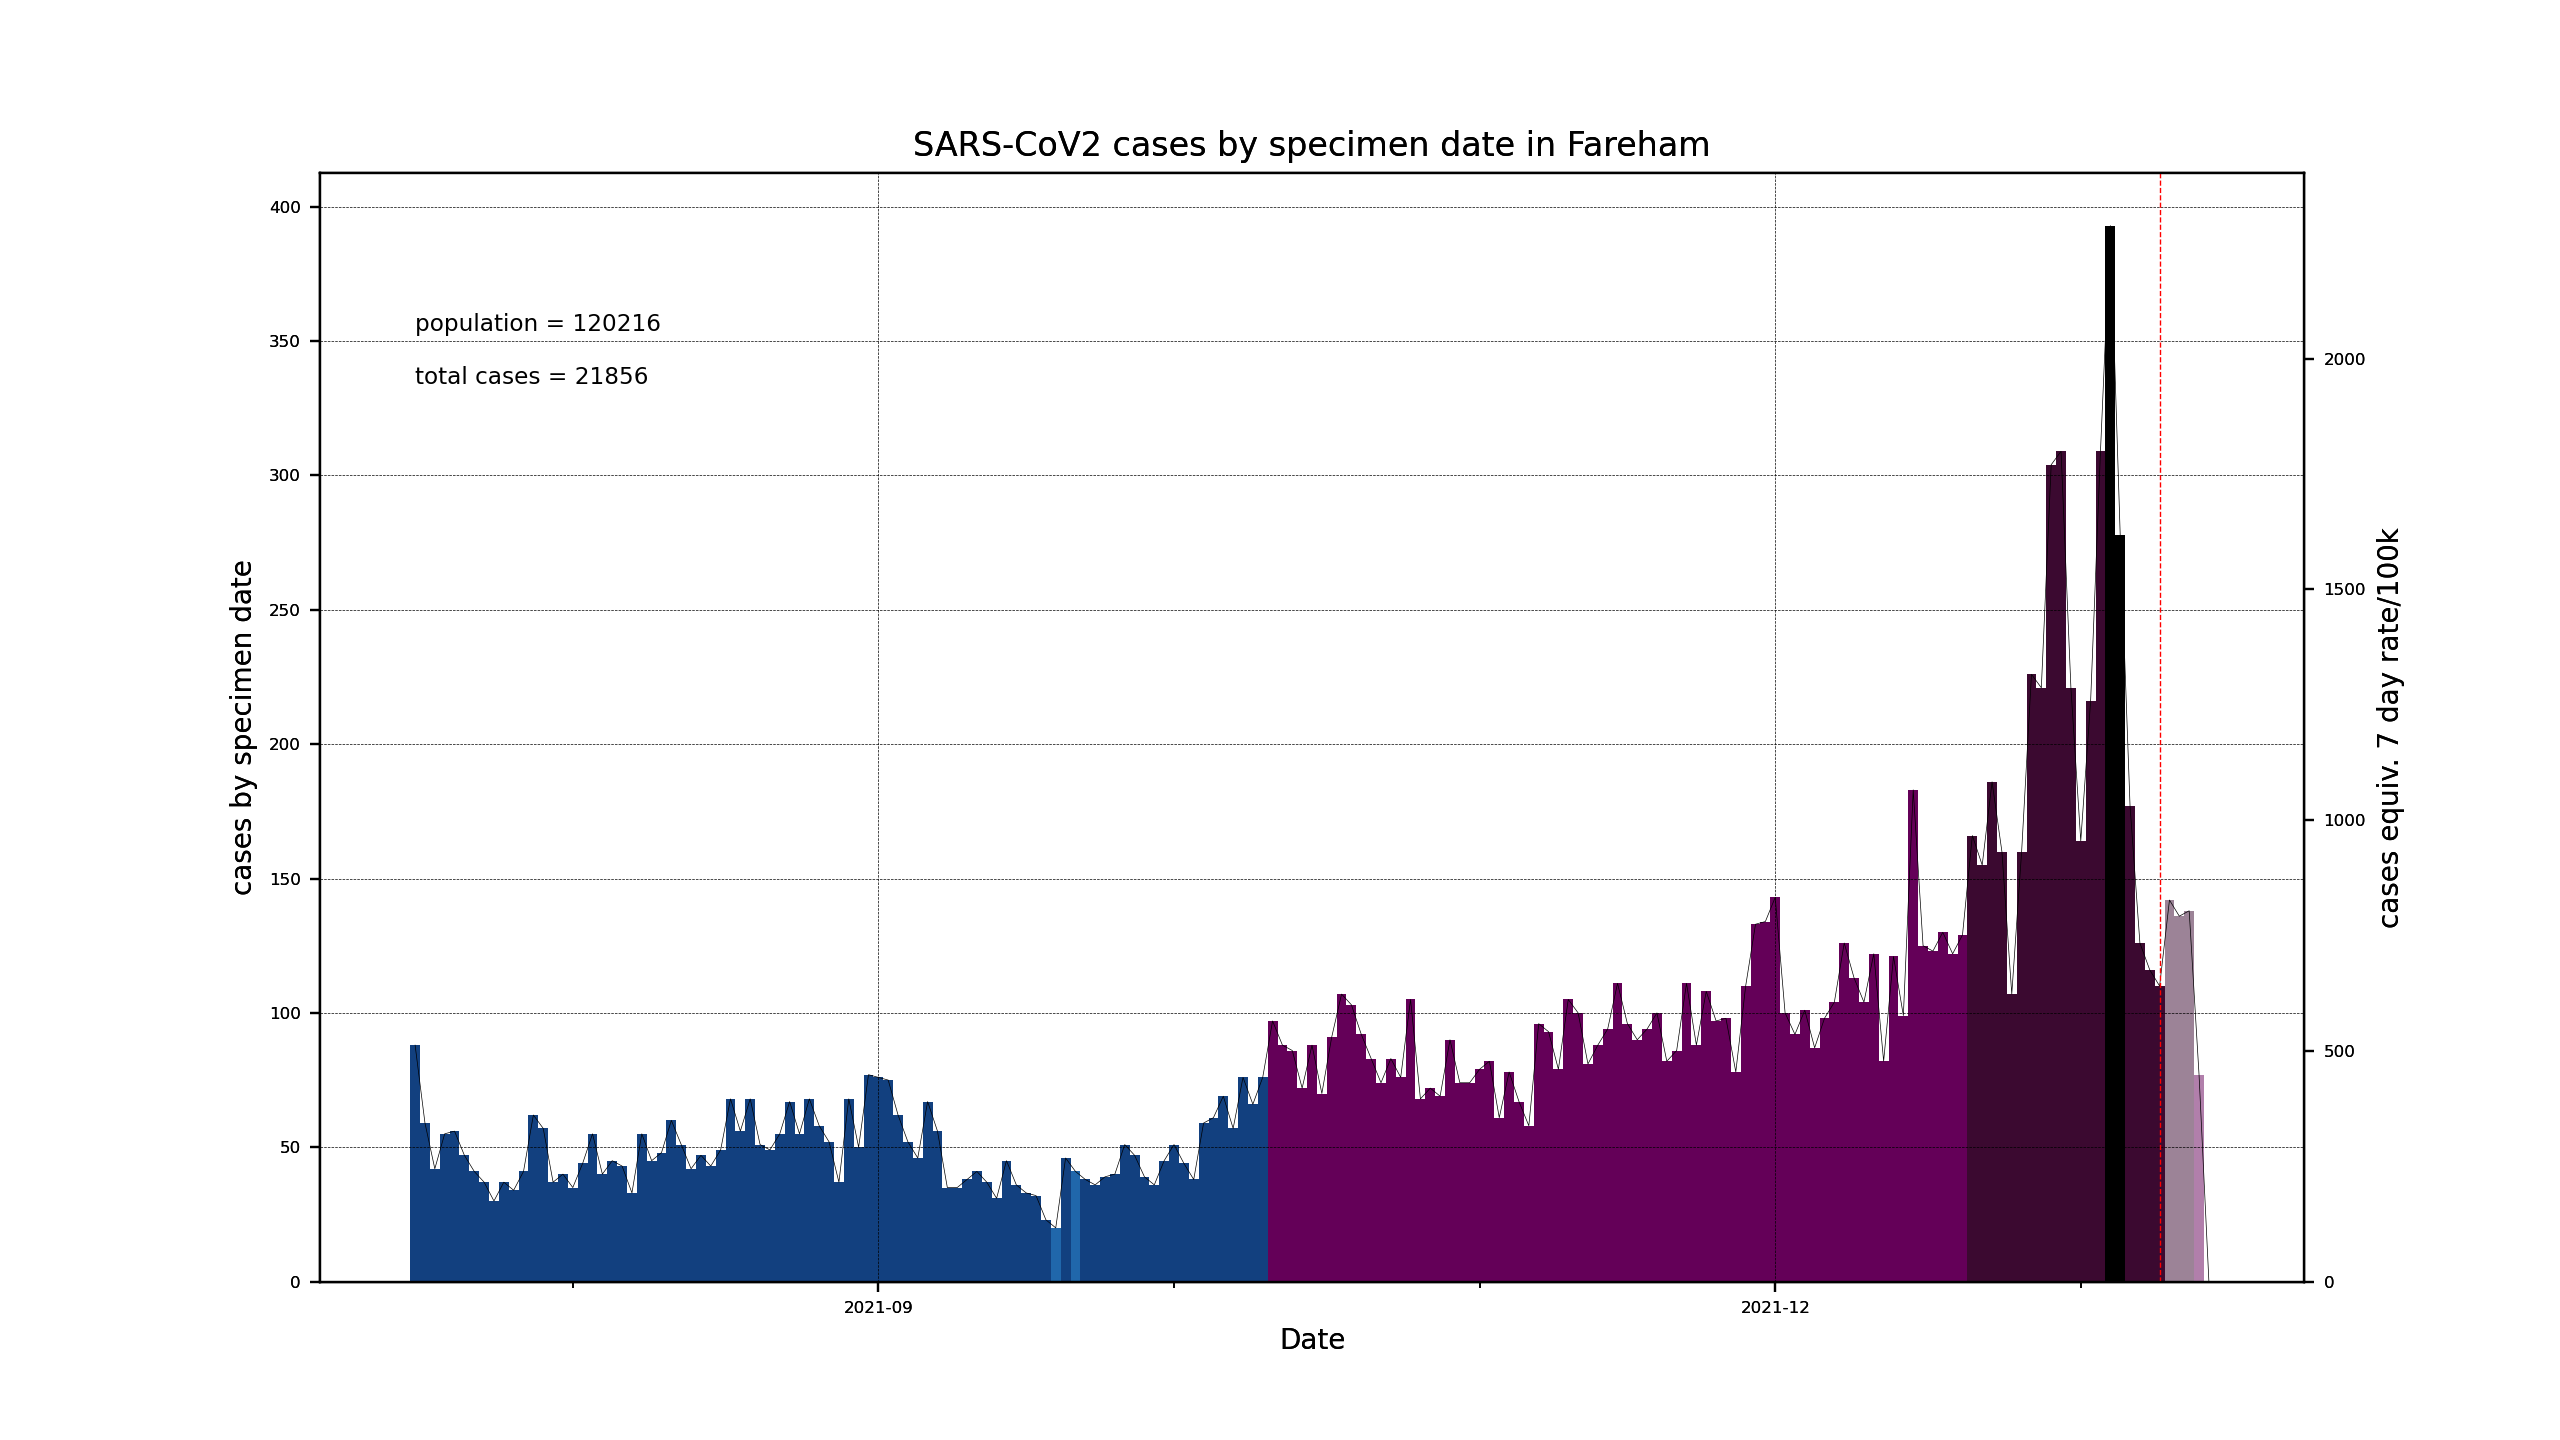 SARS-CoV2 cases by specimen date in Fareham
population = 120216
total cases = 21856
cases by specimen date
400
350
300
250
200
150
100
50
0
2000
1500
1000
500
0
cases equiv. 7 day rate/100k
2021-09
2021-12
Date